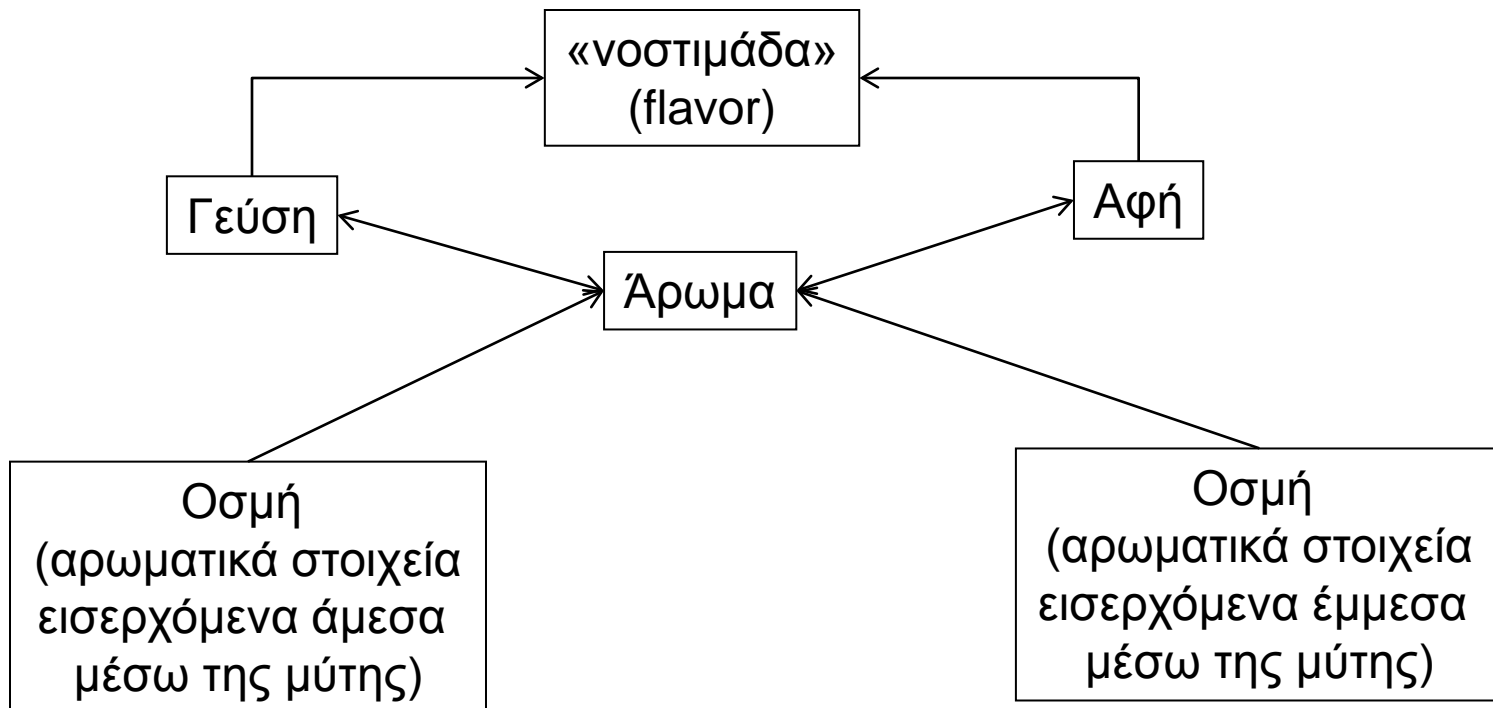 «νοστιμάδα»
(flavor)
Γεύση
Αφή
Άρωμα
Οσμή
(αρωματικά στοιχεία
εισερχόμενα άμεσα
μέσω της μύτης)
Οσμή
(αρωματικά στοιχεία
εισερχόμενα έμμεσα
μέσω της μύτης)